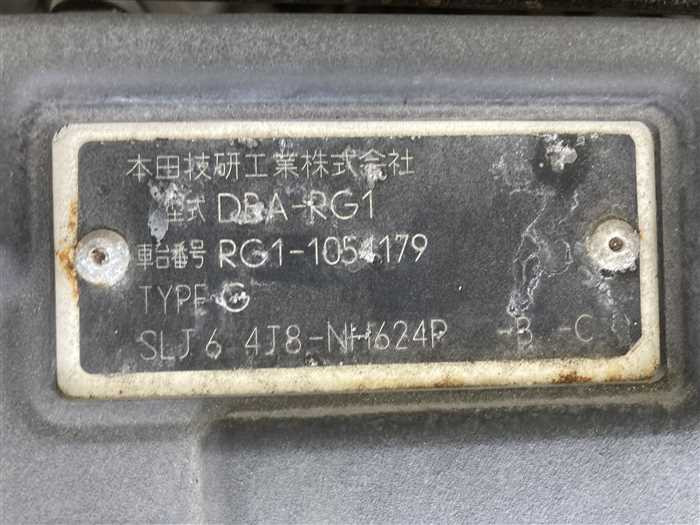 本田技研工業株式会社
型式 DBA-RG1
車台番号 RG1-1054179
TYPE G
SLJ6 4J8-NH624P -B -C